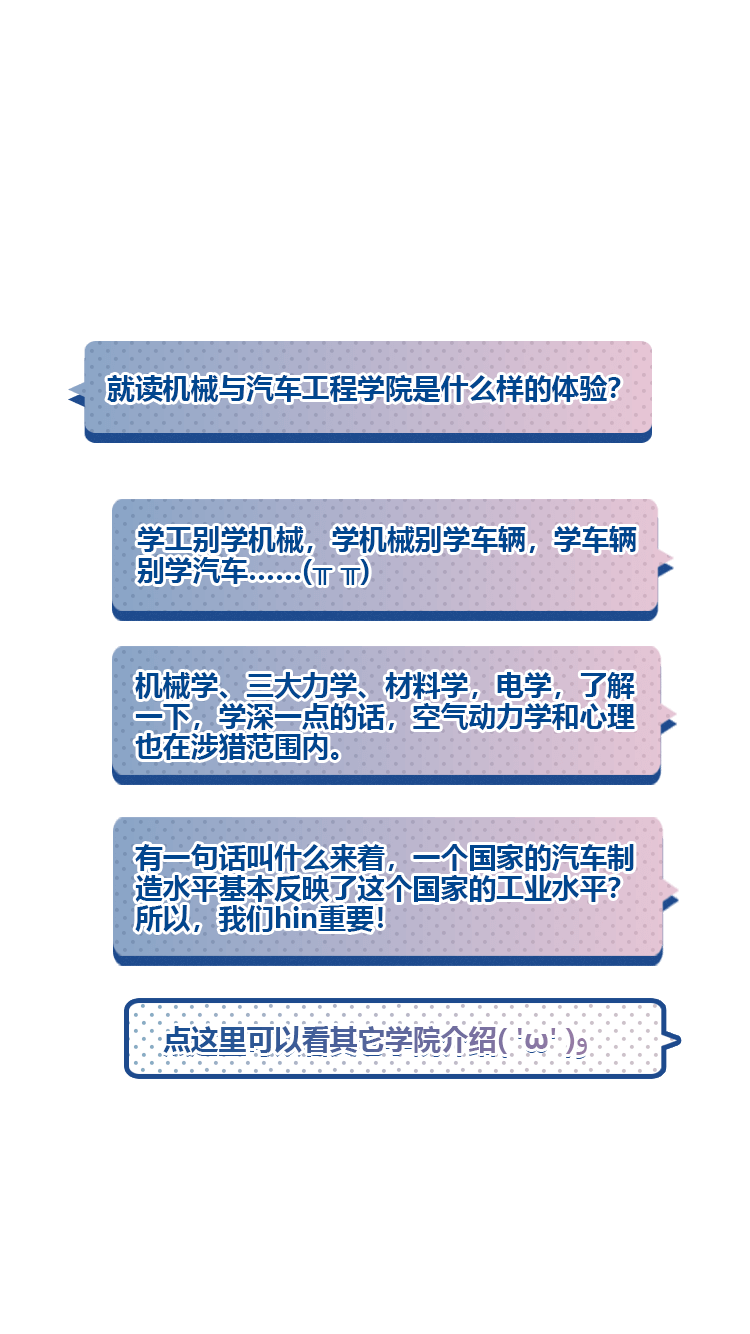 就读机械与汽车工程学院是什么样的体验？
学工别学机械，学机械别学车辆，学车辆
别学汽车……(╥ ╥)
机械学、三大力学、材料学，电学，了解
一下，学深一点的话，空气动力学和心理
也在涉猎范围内。
有一句话叫什么来着，一个国家的汽车制
造水平基本反映了这个国家的工业水平？
所以，我们hin重要！
点这里可以看其它学院介绍( 'ω' )و